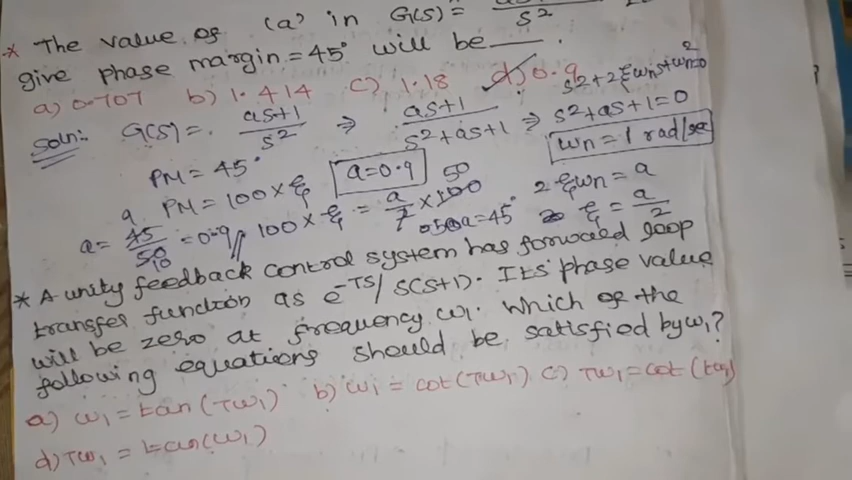 * The value of (a) in G(S) = as+1 / s²
give phase margin = 45° will be ___ .
a) 0.707 b) 1.414 c) 1.18 d) 0.9
Soln:- G(S) = as+1 / s² ⇒ as+1 / s²+as+1 ⇒ s²+as+1=0
s²+2ξωns+ωn²=0
ωn = 1 rad/sec
PM = 45°
PM = 100×ξ a=0.9
2ξωn = a
ξ = a/2
100×ξ = a/2 × 100 50
50a=45°
a = 45/50 = 0.9
* A unity feedback control system has forward loop
transfer function as e^-TS/S(S+1). Its phase value
will be zero at frequency ω1. Which of the
following equations should be satisfied by ω1?
a) ω1 = tan(-Tω1) b) ω1 = cot(Tω1) c) Tω1 = cot
d) Tω1 = tan(ω1)